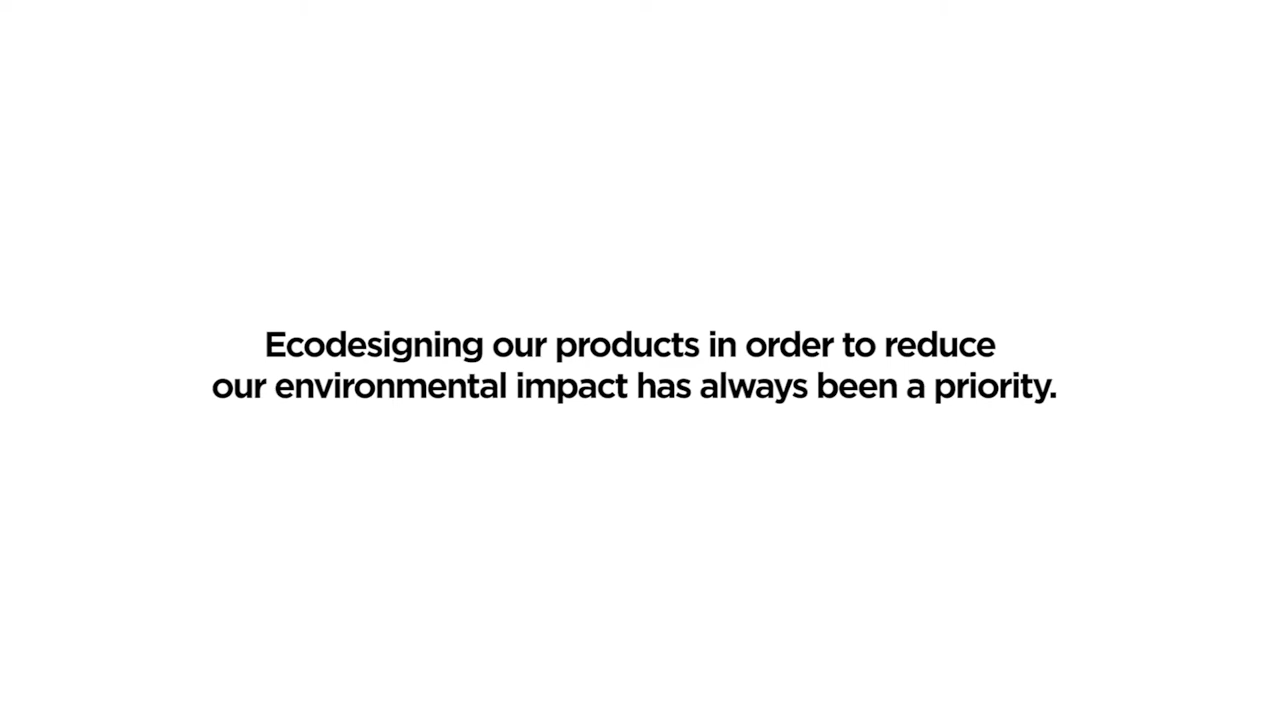 Ecodesigning our products in order to reduce
our environmental impact has always been a priority.